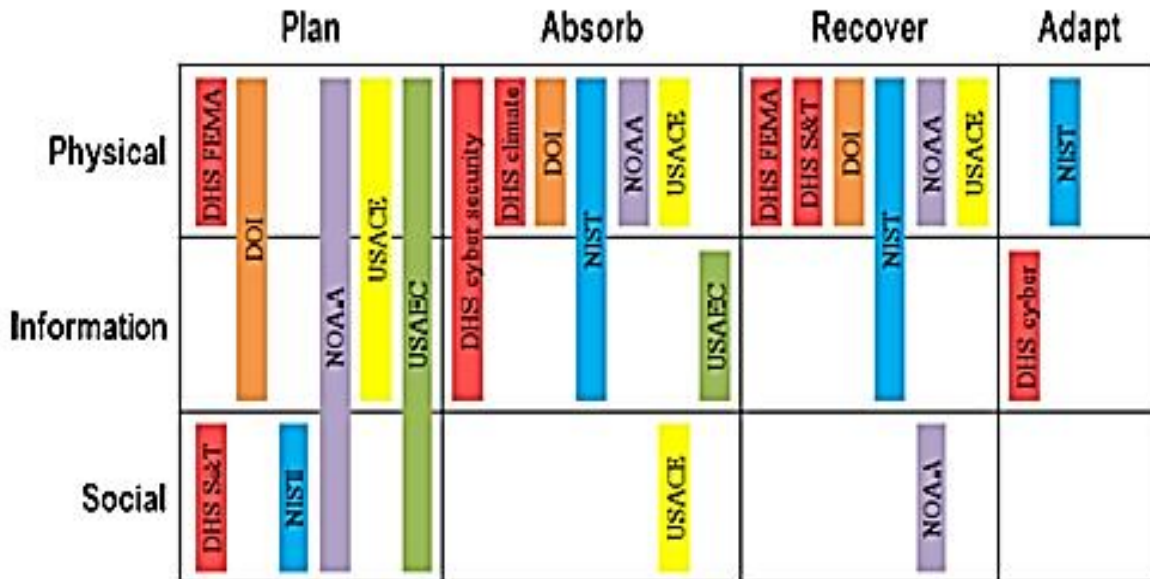 Plan Absorb Recover Adapt
Physical
Information
Social
DHS FEMA
DOI
NOAA
USACE
USAEC
DHS S&T
NIST
DHS cyber security
DHS climate
DOI
NIST
NOAA
USACE
USAEC
USACE
DHS FEMA
DHS S&T
DOI
NIST
NOAA
USACE
NOAA
NIST
DHS cyber